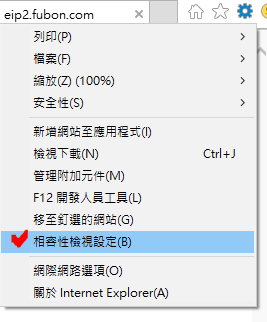 eip2.fubon.com
列印(P)
檔案(F)
縮放(Z) (100%)
安全性(S)
新增網站至應用程式(I)
檢視下載(N) Ctrl+J
管理附加元件(M)
F12 開發人員工具(L)
移至釘選的網站(G)
相容性檢視設定(B)
網際網路選項(O)
關於 Internet Explorer(A)